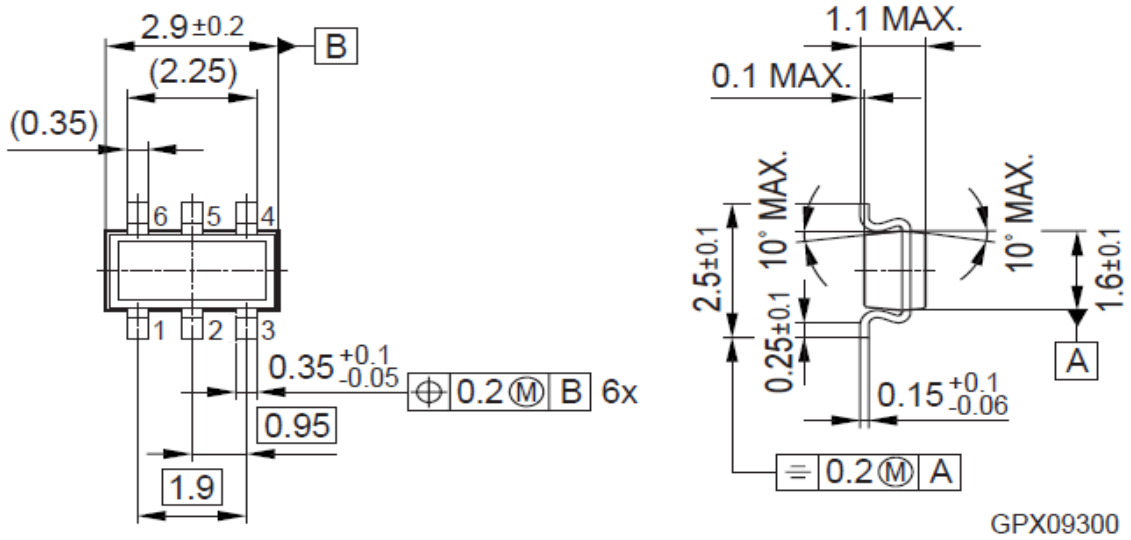 2.9±0.2
B
(2.25)
(0.35)
6 5 4
1 2 3
0.35 +0.1 -0.05
⌖ 0.2 Ⓜ B 6x
0.95
1.9
1.1 MAX.
0.1 MAX.
10° MAX.
10° MAX.
2.5±0.1
1.6±0.1
0.25±0.1
A
0.15 +0.1 -0.06
⌯ 0.2 Ⓜ A
GPX09300